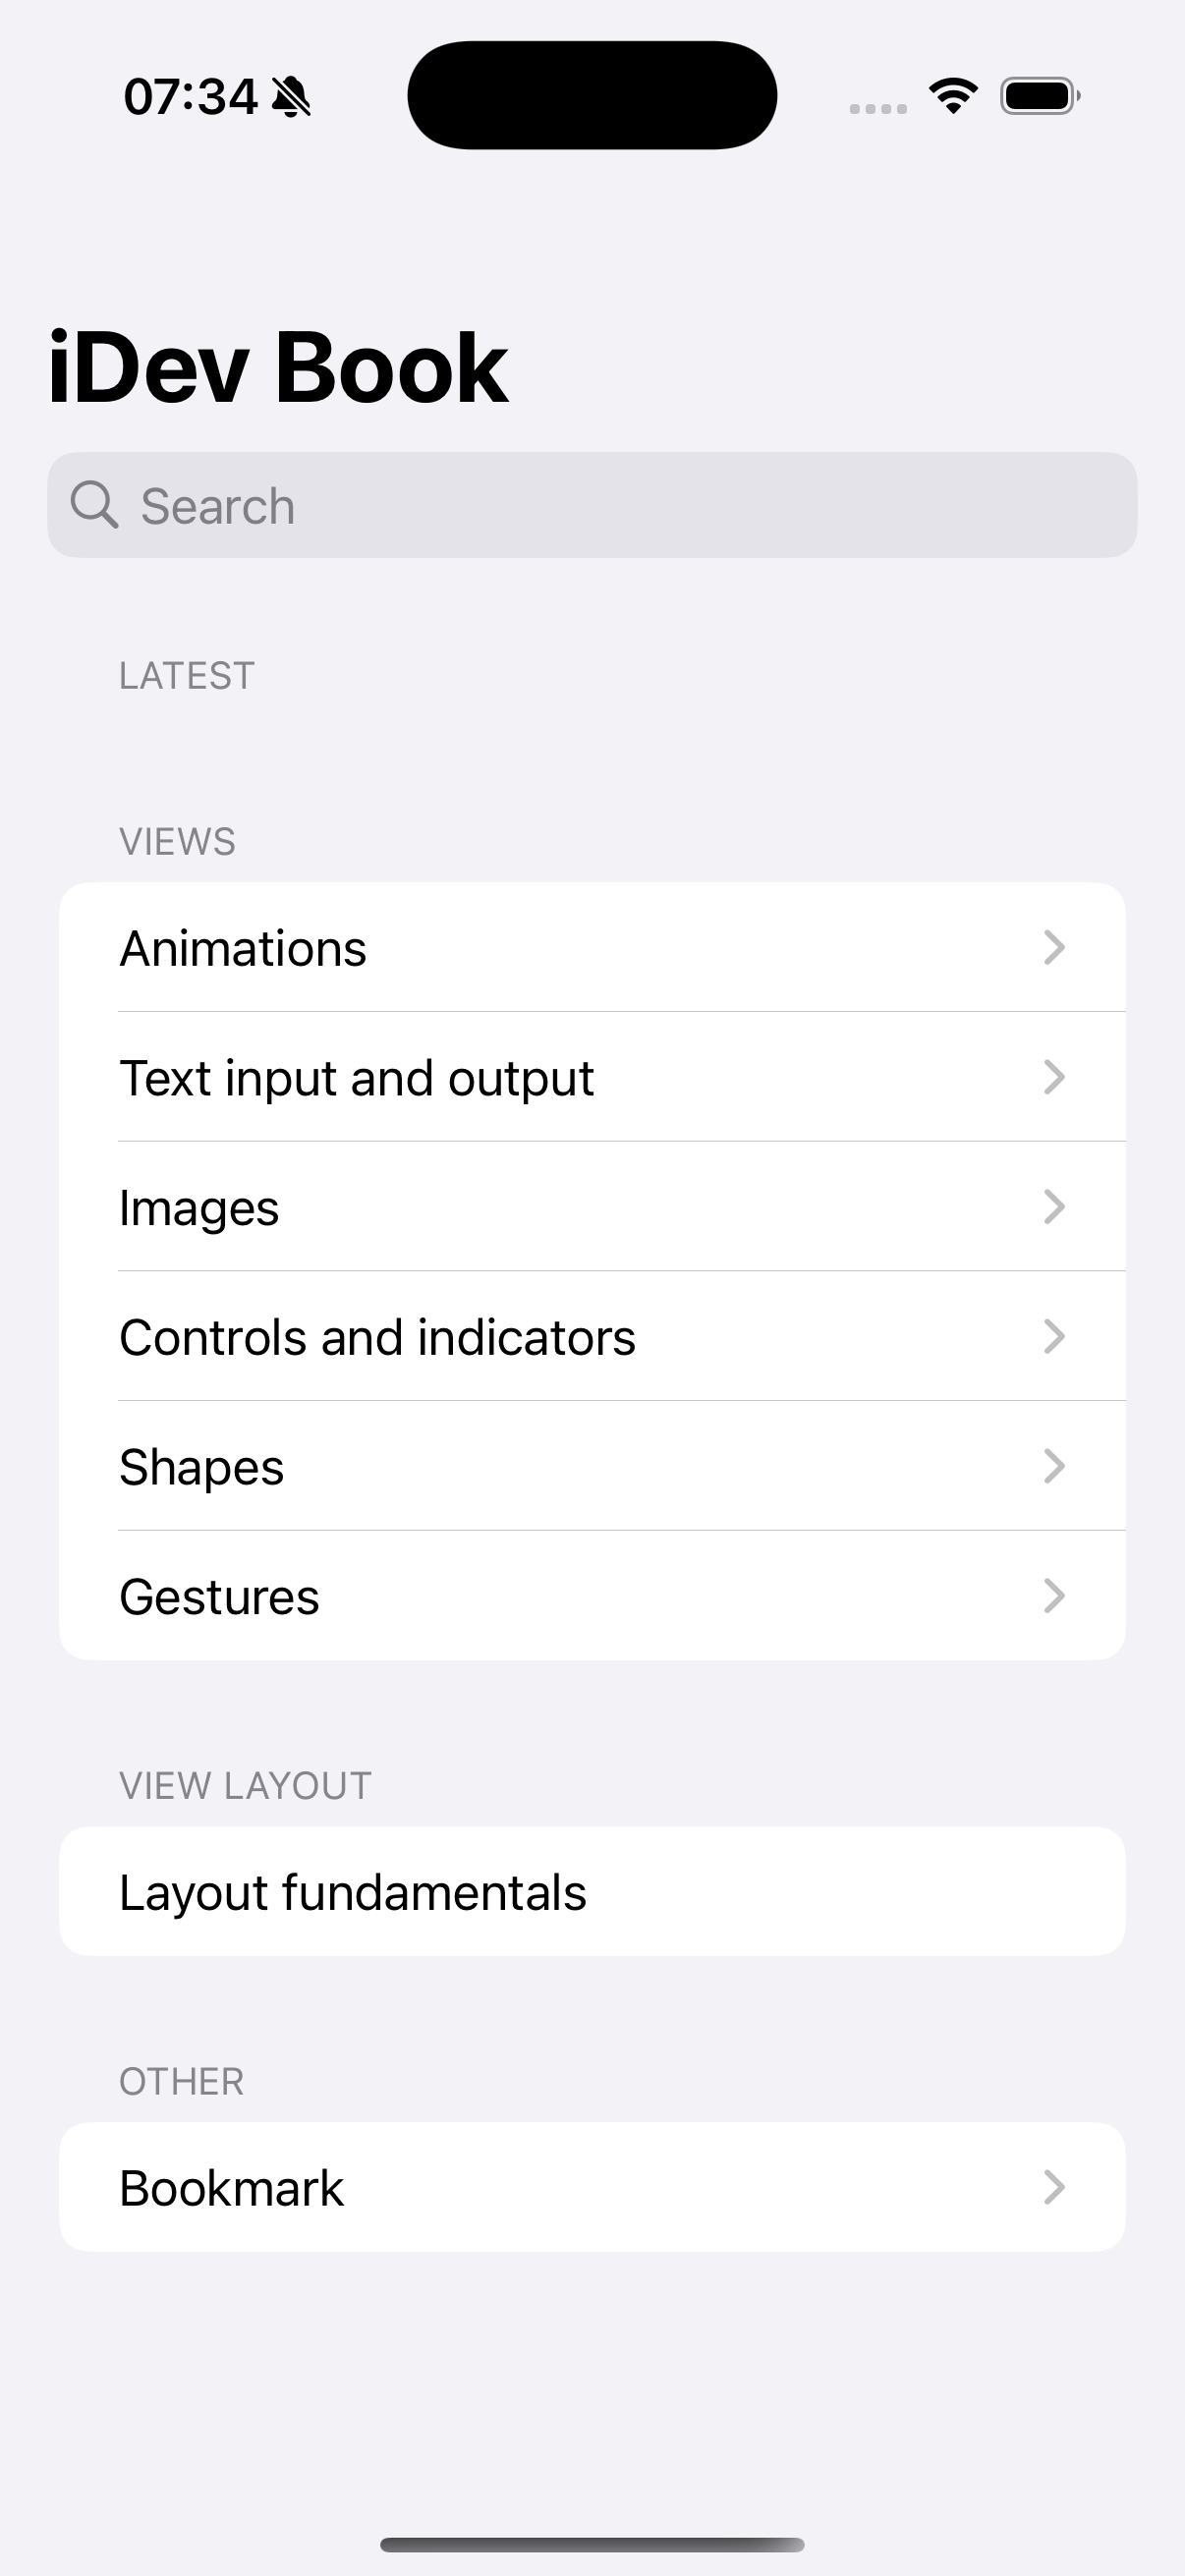 07:34
iDev Book
Search
LATEST
VIEWS
Animations
Text input and output
Images
Controls and indicators
Shapes
Gestures
VIEW LAYOUT
Layout fundamentals
OTHER
Bookmark